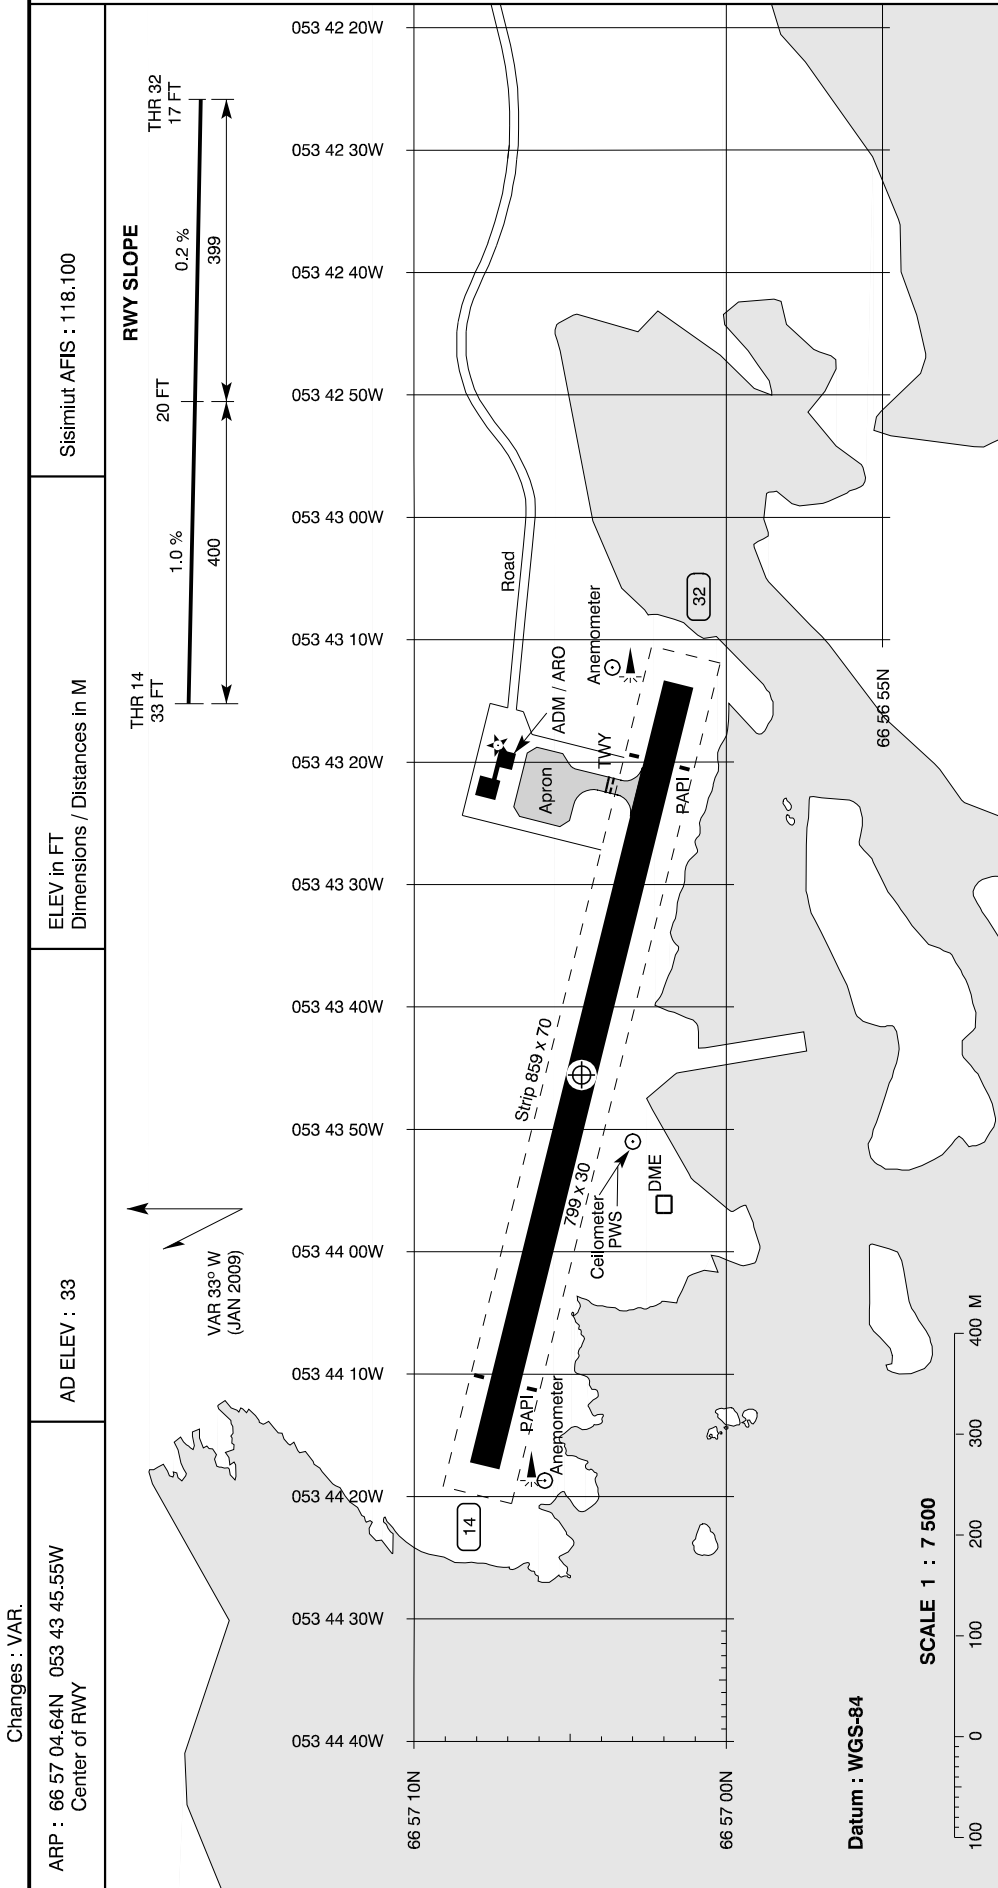 Changes : VAR.
ARP : 66 57 04.64N 053 43 45.55W
Center of RWY
AD ELEV : 33
ELEV in FT
Dimensions / Distances in M
Sisimiut AFIS : 118.100
VAR 33º W
(JAN 2009)
RWY SLOPE
THR 14
33 FT
1.0 %
400
20 FT
0.2 %
399
THR 32
17 FT
053 44 40W
053 44 30W
053 44 20W
053 44 10W
053 44 00W
053 43 50W
053 43 40W
053 43 30W
053 43 20W
053 43 10W
053 43 00W
053 42 50W
053 42 40W
053 42 30W
053 42 20W
66 57 10N
66 57 00N
66 56 55N
14
Anemometer
PAPI
799 x 30
Strip 859 x 70
Ceilometer
PWS
DME
Apron
TWY
PAPI
ADM / ARO
Road
Anemometer
32
Datum : WGS-84
SCALE 1 : 7 500
100
0
100
200
300
400 M